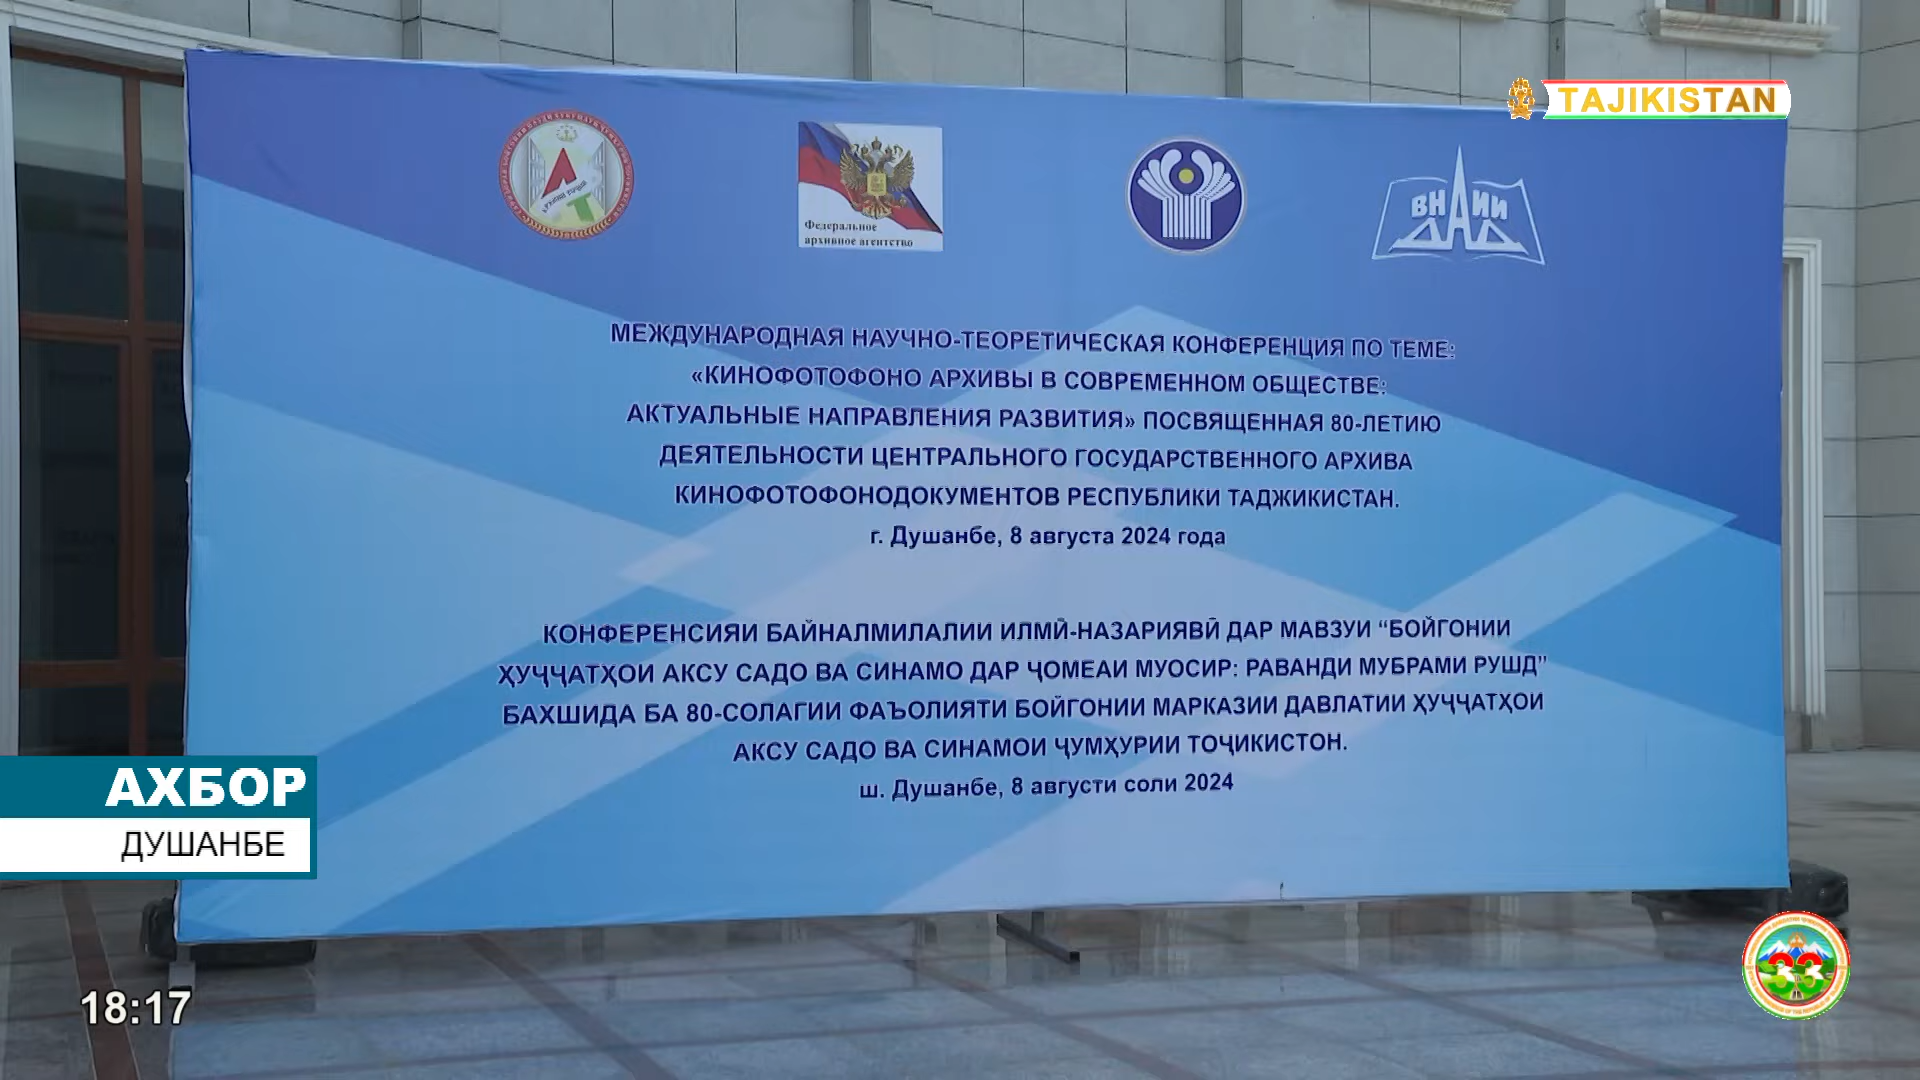 TAJIKISTAN
Федеральное
архивное агентство
ВНИИ
ДАД
МЕЖДУНАРОДНАЯ НАУЧНО-ТЕОРЕТИЧЕСКАЯ КОНФЕРЕНЦИЯ ПО ТЕМЕ:
«КИНОФОТОФОНО АРХИВЫ В СОВРЕМЕННОМ ОБЩЕСТВЕ:
АКТУАЛЬНЫЕ НАПРАВЛЕНИЯ РАЗВИТИЯ» ПОСВЯЩЕННАЯ 80-ЛЕТИЮ
ДЕЯТЕЛЬНОСТИ ЦЕНТРАЛЬНОГО ГОСУДАРСТВЕННОГО АРХИВА
КИНОФОТОФОНОДОКУМЕНТОВ РЕСПУБЛИКИ ТАДЖИКИСТАН.
г. Душанбе, 8 августа 2024 года
КОНФЕРЕНСИЯИ БАЙНАЛМИЛАЛИИ ИЛМӢ-НАЗАРИЯВӢ ДАР МАВЗУИ “БОЙГОНИИ
ҲУҶҶАТҲОИ АКСУ САДО ВА СИНАМО ДАР ҶОМЕАИ МУОСИР: РАВАНДИ МУБРАМИ РУШД”
БАХШИДА БА 80-СОЛАГИИ ФАЪОЛИЯТИ БОЙГОНИИ МАРКАЗИИ ДАВЛАТИИ ҲУҶҶАТҲОИ
АКСУ САДО ВА СИНАМОИ ҶУМҲУРИИ ТОҶИКИСТОН.
ш. Душанбе, 8 августи соли 2024
АХБОР
ДУШАНБЕ
18:17
33